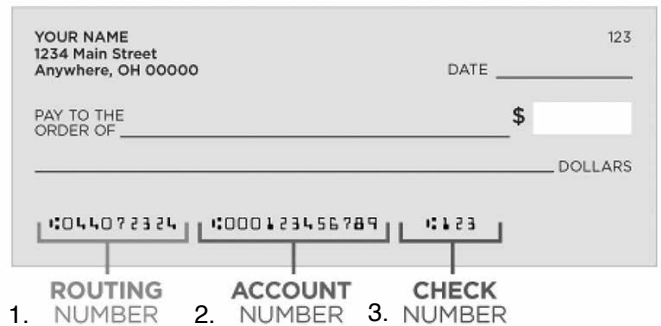 YOUR NAME 123
1234 Main Street
Anywhere, OH 00000
DATE
PAY TO THE
ORDER OF $
DOLLARS
⑆044072324 ⑆000123456789 ⑆123
1. ROUTING NUMBER 2. ACCOUNT NUMBER 3. CHECK NUMBER